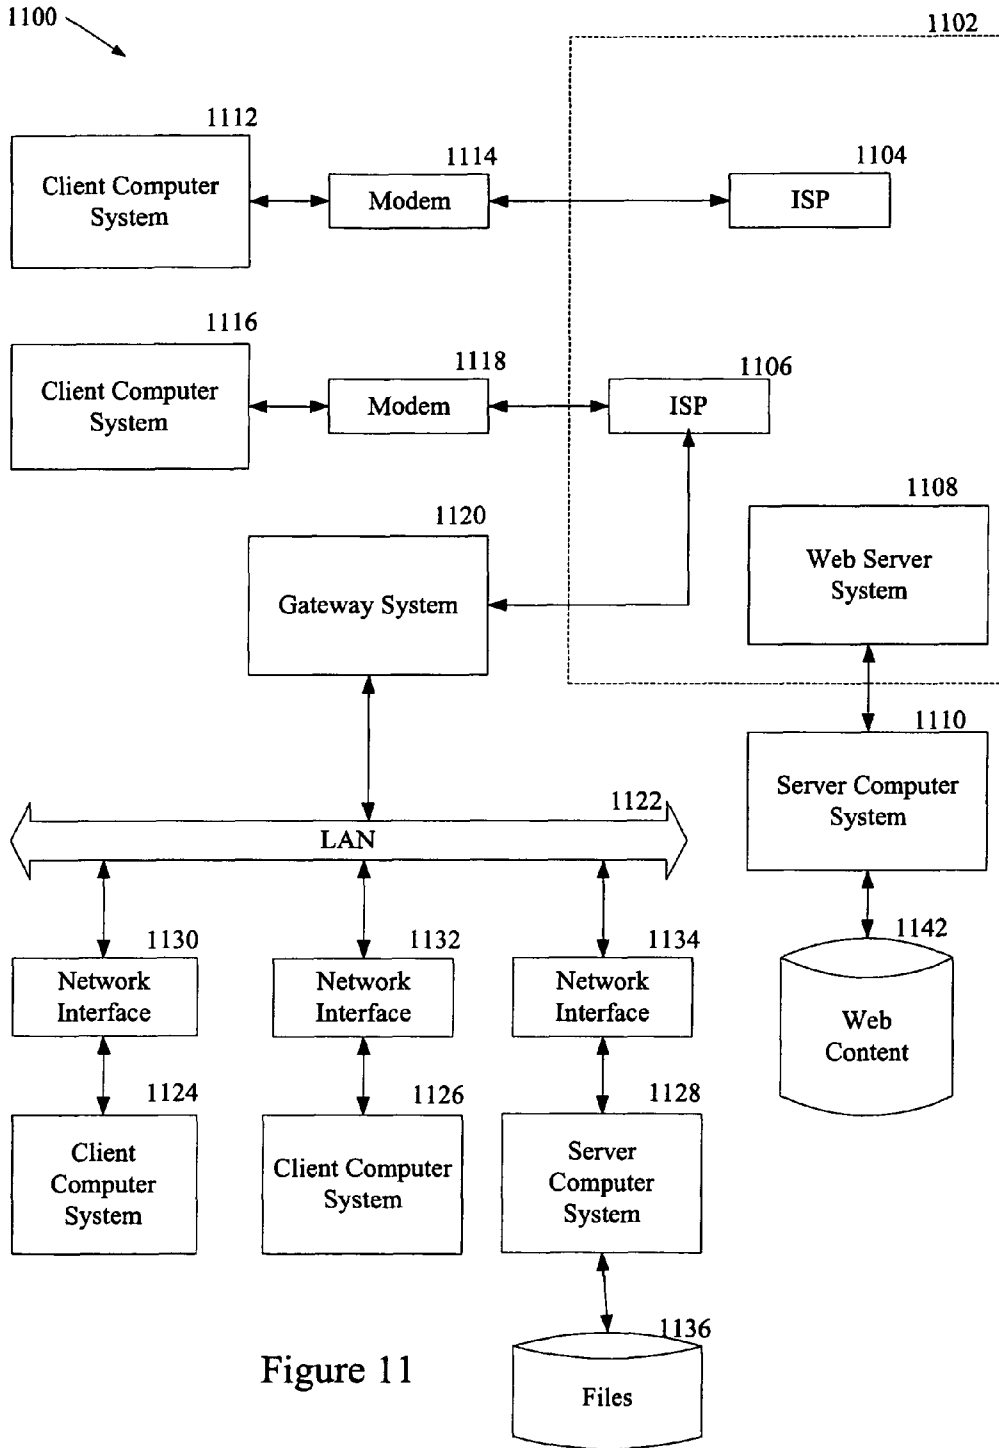 1100
1102
1112
Client Computer
System
1114
Modem
1104
ISP
1116
Client Computer
System
1118
Modem
1106
ISP
1120
Gateway System
1108
Web Server
System
1110
Server Computer
System
1122
LAN
1142
Web
Content
1130
Network
Interface
1132
Network
Interface
1134
Network
Interface
1124
Client
Computer
System
1126
Client Computer
System
1128
Server
Computer
System
1136
Files
Figure 11